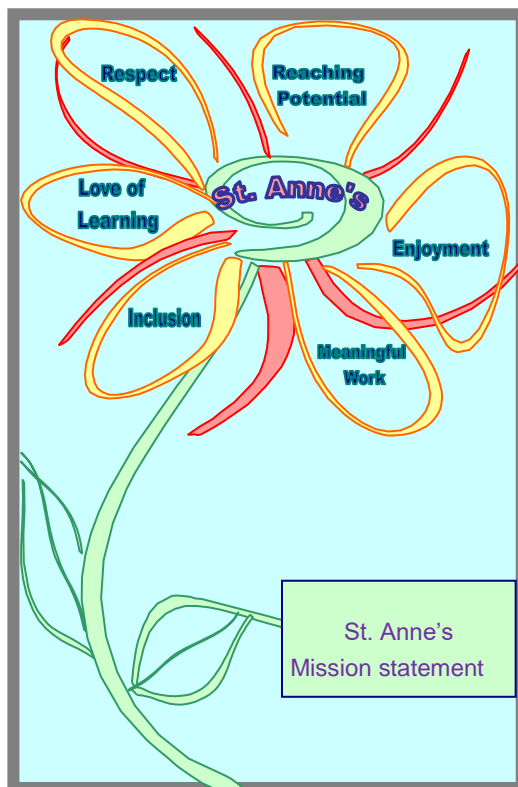 Respect
Reaching
Potential
St. Anne's
Love of
Learning
Enjoyment
Inclusion
Meaningful
Work
St. Anne’s
Mission statement